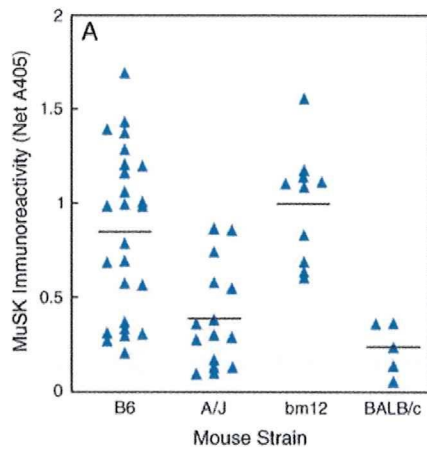 A
2
1.5
1
0.5
0
MuSK Immunoreactivity (Net A405)
B6 A/J bm12 BALB/c
Mouse Strain